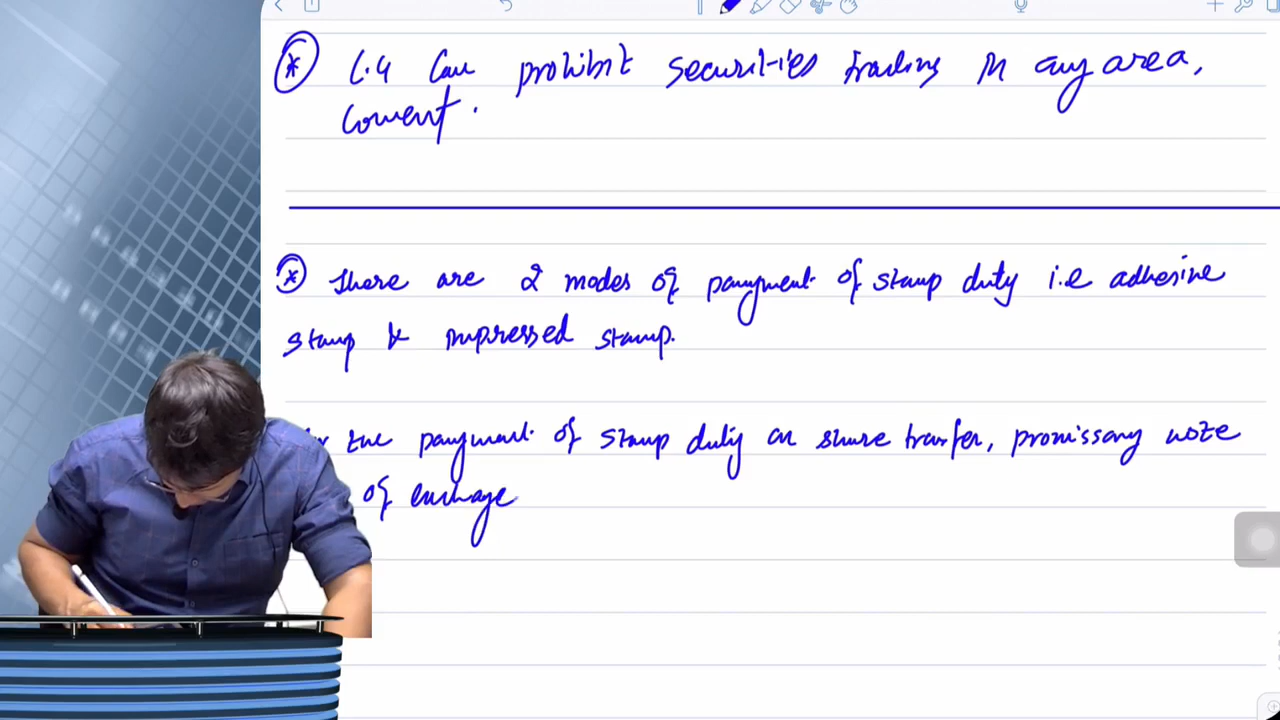 C.G Can prohibit securities trading in any area,
Coment.
There are 2 modes of payment of stamp duty i.e adhesive
stamp & impressed stamp.
the payment of stamp duty on share transfer, promissory note
of exchange